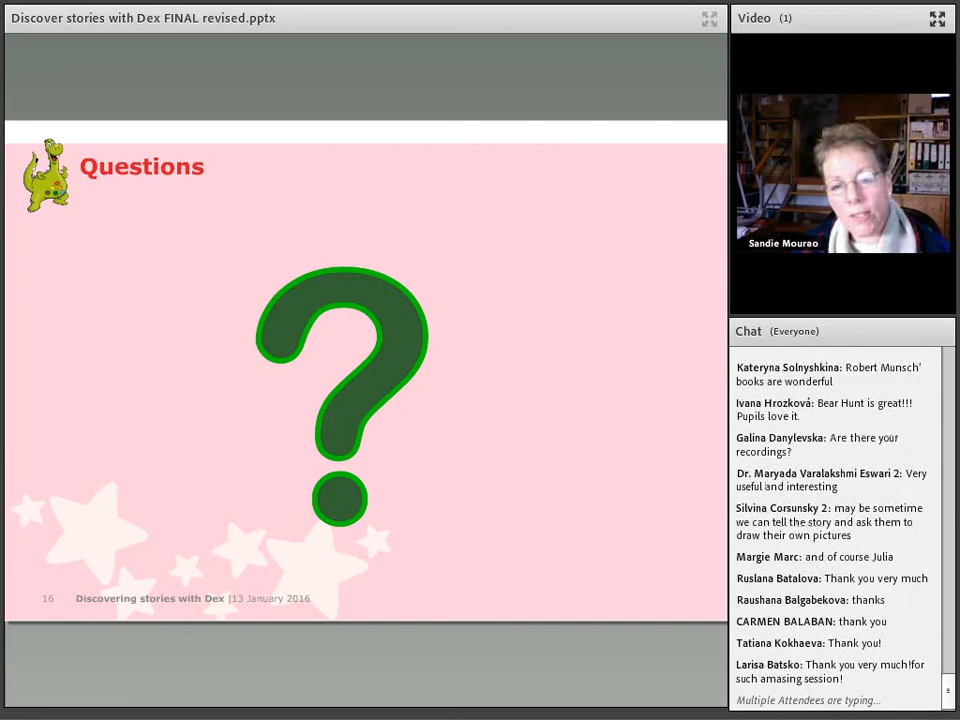 Discover stories with Dex FINAL revised.pptx
Questions
?
16 Discovering stories with Dex |13 January 2016
Video (1)
Sandie Mourao
Chat (Everyone)
Kateryna Solnyshkina: Robert Munsch'
books are wonderful
Ivana Hrozková: Bear Hunt is great!!!
Pupils love it.
Galina Danylevska: Are there your
recordings?
Dr. Maryada Varalakshmi Eswari 2: Very
useful and interesting
Silvina Corsunsky 2: may be sometime
we can tell the story and ask them to
draw their own pictures
Margie Marc: and of course Julia
Ruslana Batalova: Thank you very much
Raushana Balgabekova: thanks
CARMEN BALABAN: thank you
Tatiana Kokhaeva: Thank you!
Larisa Batsko: Thank you very much!for
such amasing session!
Multiple Attendees are typing...